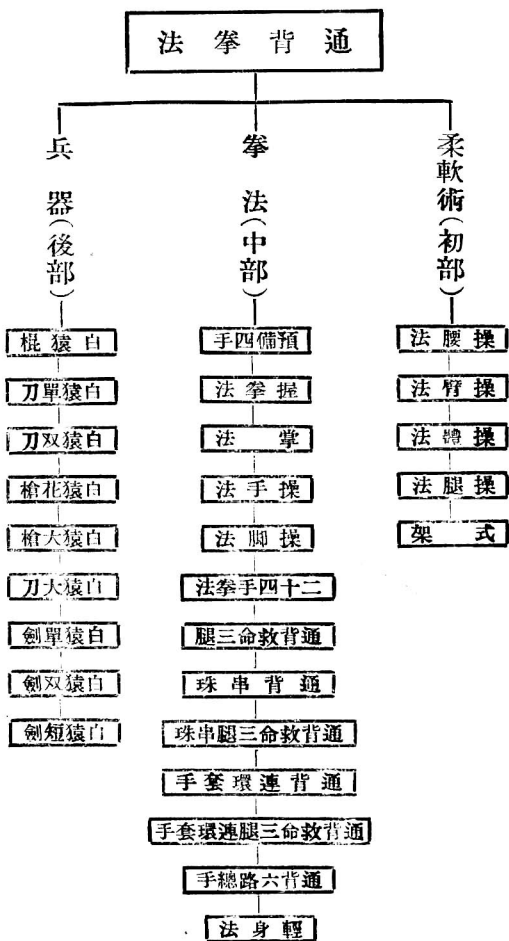 通背拳法
柔軟術(初部)
操腰法
操臂法
操體法
操腿法
式架
拳法(中部)
預備四手
握拳法
掌法
操手法
操脚法
二十四手拳法
通背救命三腿
通背串珠
通背救命三腿串珠
通背連環套手
通背救命三腿連環套手
通背六路總手
輕身法
兵器(後部)
白猿棍
白猿單刀
白猿双刀
白猿花槍
白猿大槍
白猿大刀
白猿單劍
白猿双劍
白猿短劍